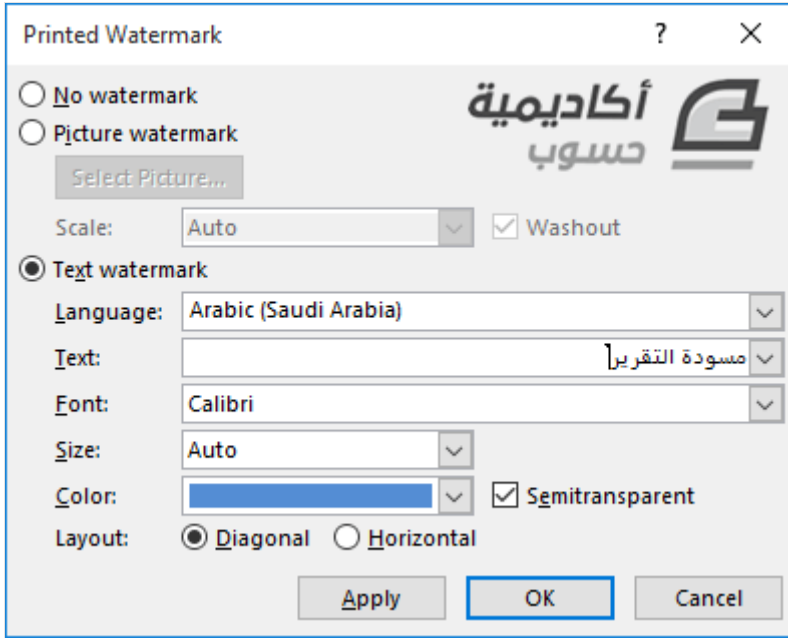 Printed Watermark ?
No watermark
Picture watermark
Select Picture...
أكاديمية
حسوب
Scale: Auto Washout
Text watermark
Language: Arabic (Saudi Arabia)
Text: مسودة التقرير
Font: Calibri
Size: Auto
Color: Semitransparent
Layout: Diagonal Horizontal
Apply OK Cancel